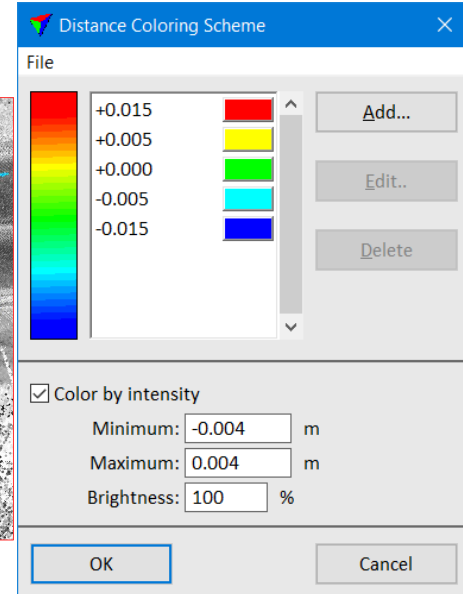 Distance Coloring Scheme
File
+0.015
Add...
+0.005
+0.000
Edit..
-0.005
-0.015
Delete
Color by intensity
Minimum: -0.004 m
Maximum: 0.004 m
Brightness: 100 %
OK Cancel